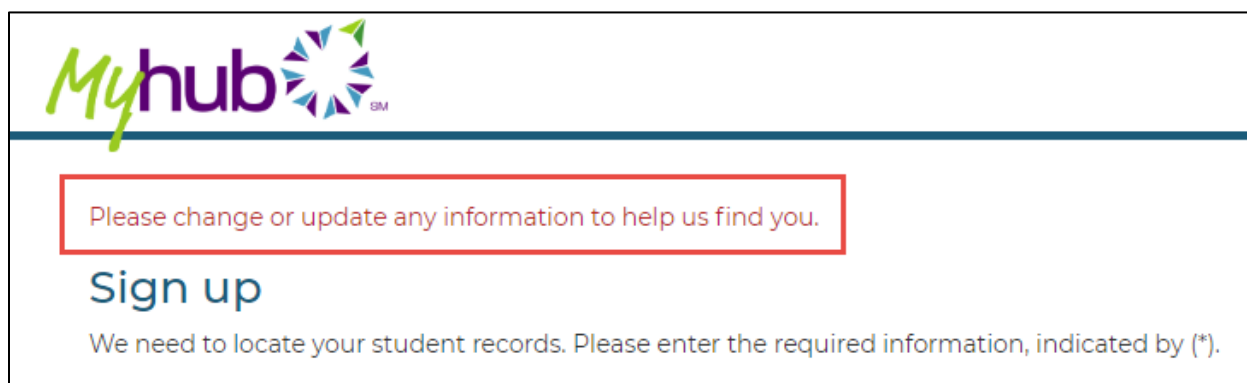 Myhub SM
Please change or update any information to help us find you.
Sign up
We need to locate your student records. Please enter the required information, indicated by (*).